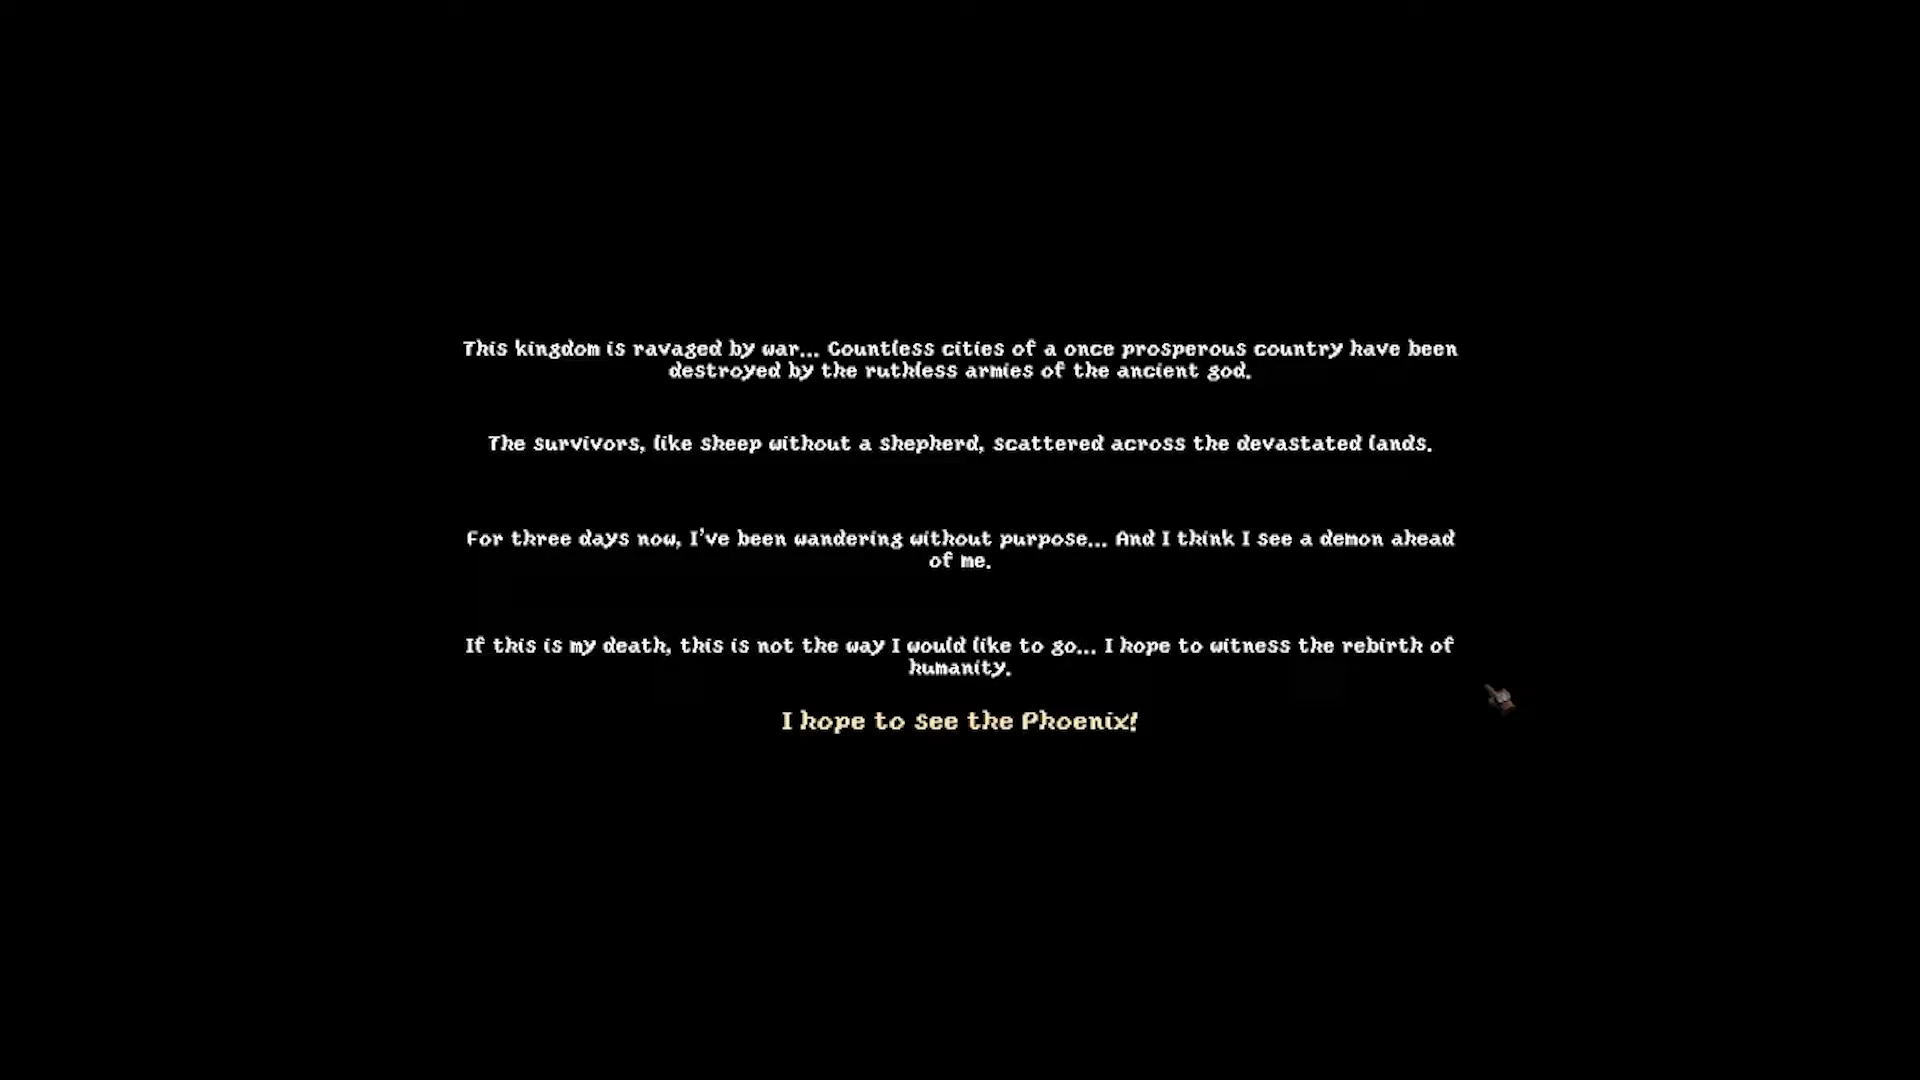 This kingdom is ravaged by war... Countless cities of a once prosperous country have been
destroyed by the ruthless armies of the ancient god.
The survivors, like sheep without a shepherd, scattered across the devastated lands.
For three days now, I've been wandering without purpose... And I think I see a demon ahead
of me.
If this is my death, this is not the way I would like to go... I hope to witness the rebirth of
humanity.
I hope to see the Phoenix!